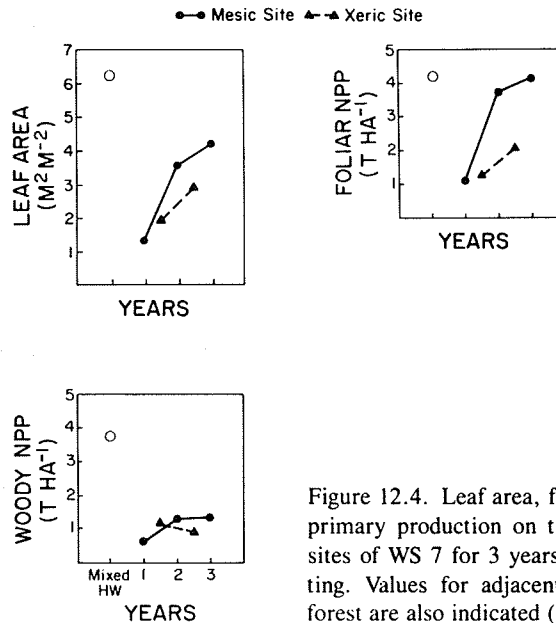 Mesic Site Xeric Site
LEAF AREA
(M² M⁻²)
7
6
5
4
3
2
1
YEARS
FOLIAR NPP
(T HA⁻¹)
5
4
3
2
1
YEARS
WOODY NPP
(T HA⁻¹)
5
4
3
2
1
Mixed HW 1 2 3
YEARS
Figure 12.4. Leaf area, f
primary production on t
sites of WS 7 for 3 years
ting. Values for adjacen
forest are also indicated (